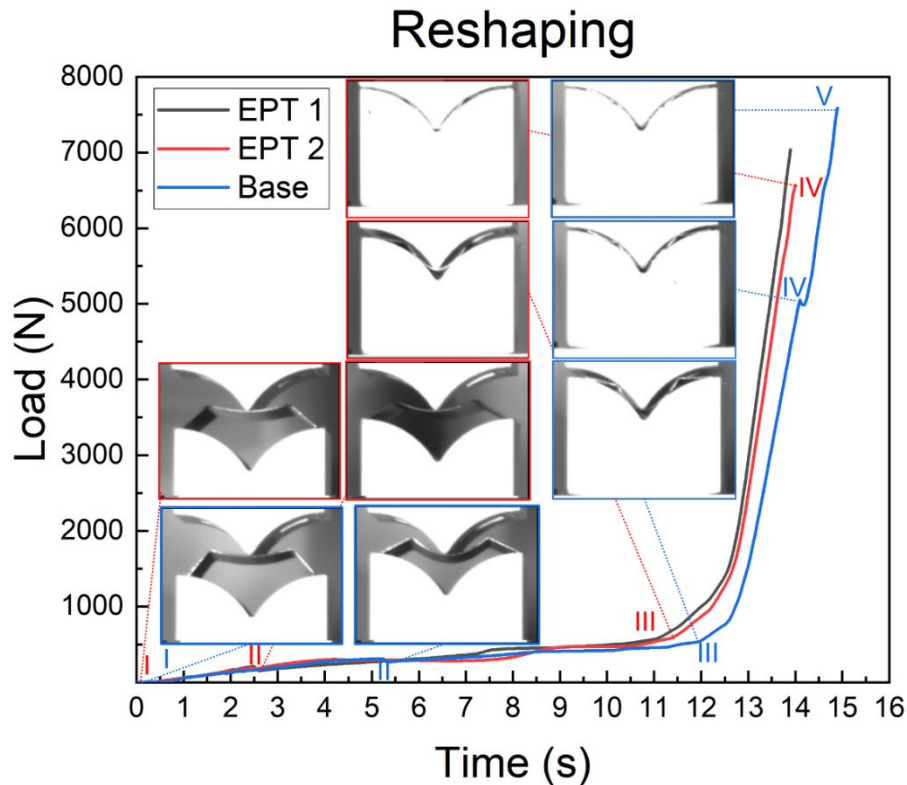 Reshaping
Load (N)
8000
7000
6000
5000
4000
3000
2000
1000
0
EPT 1
EPT 2
Base
V
IV
IV
III
III
I
I
II
II
0 1 2 3 4 5 6 7 8 9 10 11 12 13 14 15 16
Time (s)